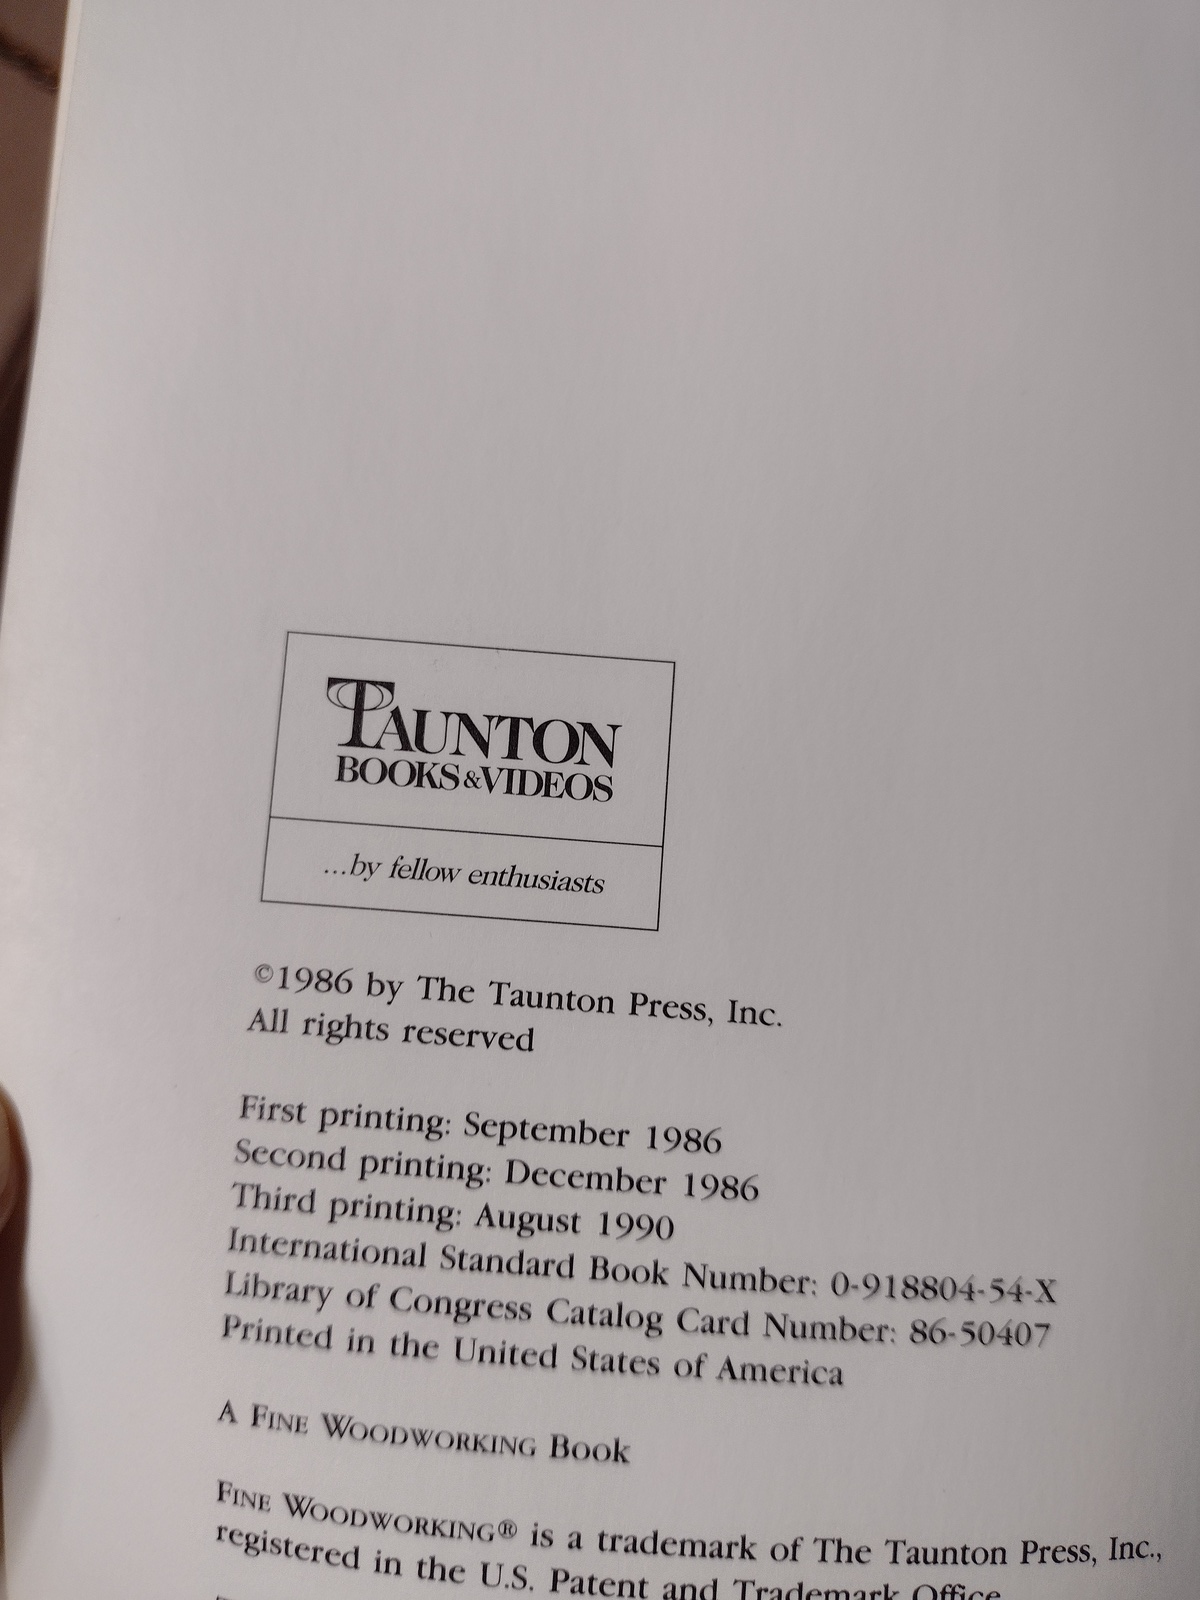 TAUNTON
BOOKS & VIDEOS
...by fellow enthusiasts
©1986 by The Taunton Press, Inc.
All rights reserved
First printing: September 1986
Second printing: December 1986
Third printing: August 1990
International Standard Book Number: 0-918804-54-X
Library of Congress Catalog Card Number: 86-50407
Printed in the United States of America
A FINE WOODWORKING Book
FINE WOODWORKING® is a trademark of The Taunton Press, Inc.,
registered in the U.S. Patent and Trademark Office.